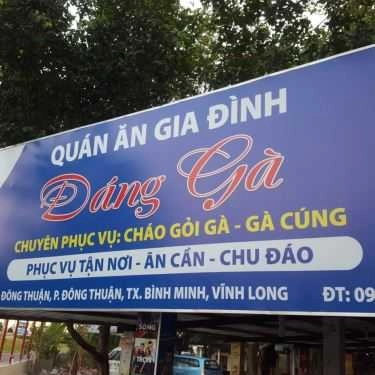 QUÁN ĂN GIA ĐÌNH
Đáng Gà
CHUYÊN PHỤC VỤ: CHÁO GỎI GÀ - GÀ CÚNG
PHỤC VỤ TẬN NƠI - ÂN CẦN - CHU ĐÁO
ĐÔNG THUẬN, P. ĐÔNG THUẬN, TX. BÌNH MINH, VĨNH LONG ĐT: 09